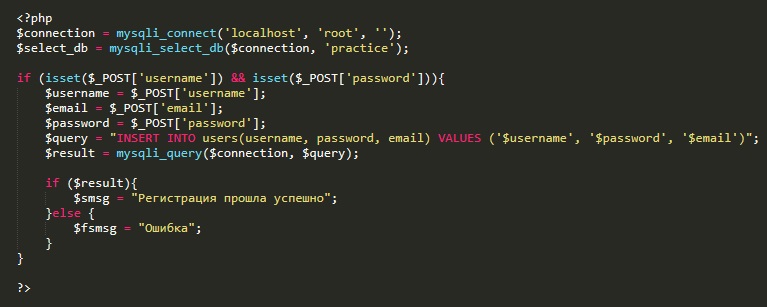 <?php
$connection = mysqli_connect('localhost', 'root', '');
$select_db = mysqli_select_db($connection, 'practice');
if (isset($_POST['username']) && isset($_POST['password'])){
$username = $_POST['username'];
$email = $_POST['email'];
$password = $_POST['password'];
$query = "INSERT INTO users(username, password, email) VALUES ('$username', '$password', '$email')";
$result = mysqli_query($connection, $query);
if ($result){
$smsg = "Регистрация прошла успешно";
}else {
$fsmsg = "Ошибка";
}
}
?>